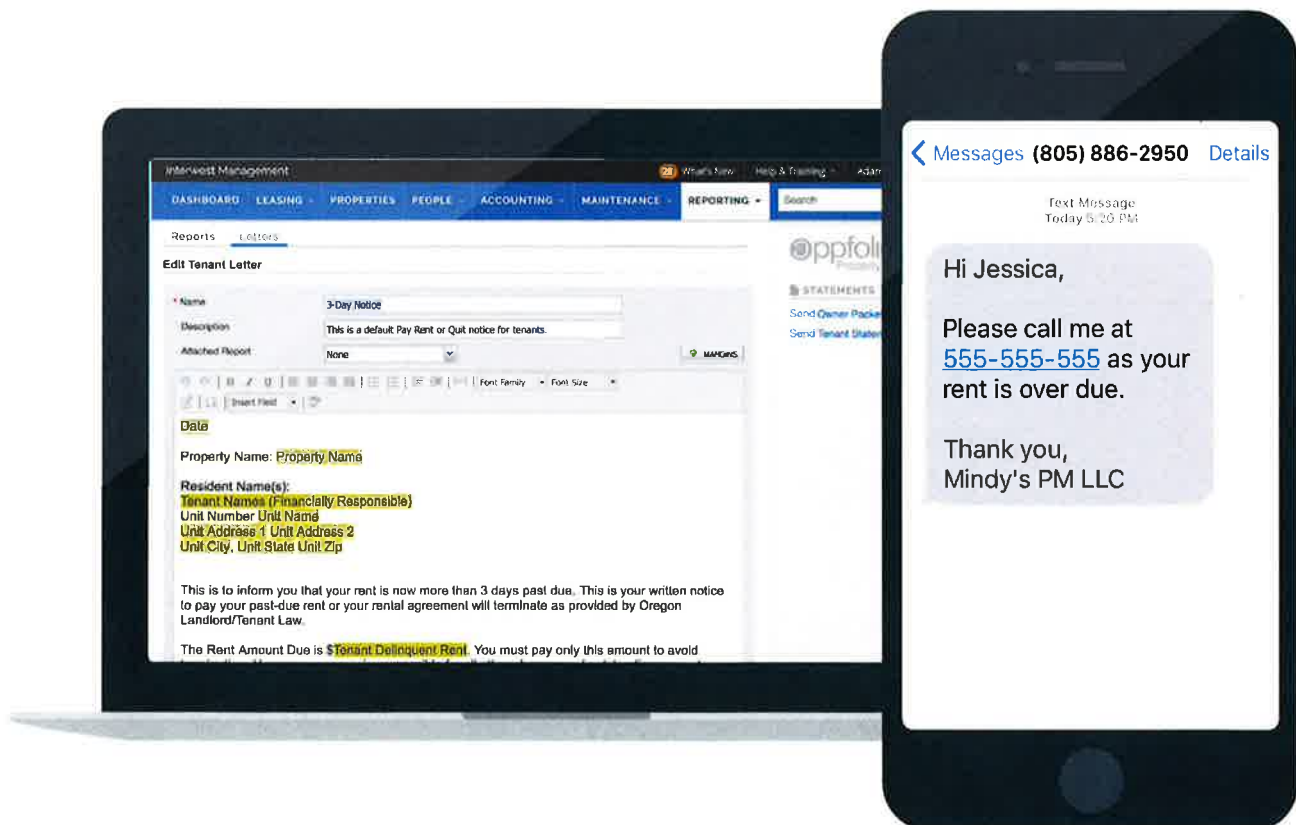 Interwest Management
28 What's New Help & Training Adam
DASHBOARD LEASING PROPERTIES PEOPLE ACCOUNTING MAINTENANCE REPORTING Search
Reports Letters
Edit Tenant Letter
* Name 3-Day Notice
Description This is a default Pay Rent or Quit notice for tenants.
Attached Report None MARGINS
B I U Font Family Font Size
Insert Field
Date
Property Name: Property Name
Resident Name(s):
Tenant Names (Financially Responsible)
Unit Number Unit Name
Unit Address 1 Unit Address 2
Unit City, Unit State Unit Zip
This is to inform you that your rent is now more than 3 days past due. This is your written notice
to pay your past-due rent or your rental agreement will terminate as provided by Oregon
Landlord/Tenant Law.
The Rent Amount Due is $Tenant Delinquent Rent. You must pay only this amount to avoid
appfoli
Property
STATEMENTS
Send Owner Packe
Send Tenant Stater
Messages (805) 886-2950 Details
Text Message
Today 5:20 PM
Hi Jessica,
Please call me at
555-555-555 as your
rent is over due.
Thank you,
Mindy's PM LLC